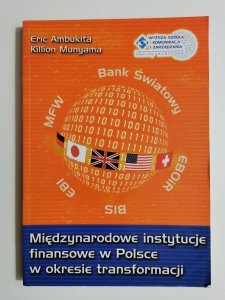 Eric Ambukita
Killion Munyama
WYŻSZA SZKOŁA
KOMUNIKACJI
I ZARZĄDZANIA
MFW
Bank Światowy
EBOiR
EBI
BIS
Międzynarodowe instytucje
finansowe w Polsce
w okresie transformacji